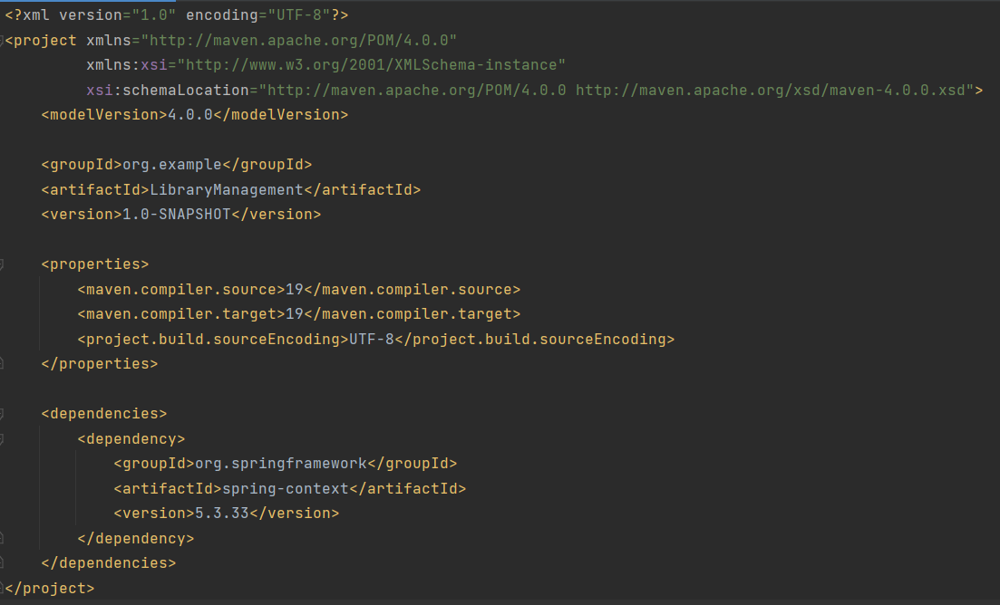 <?xml version="1.0" encoding="UTF-8"?>
<project xmlns="http://maven.apache.org/POM/4.0.0"
         xmlns:xsi="http://www.w3.org/2001/XMLSchema-instance"
         xsi:schemaLocation="http://maven.apache.org/POM/4.0.0 http://maven.apache.org/xsd/maven-4.0.0.xsd">
    <modelVersion>4.0.0</modelVersion>

    <groupId>org.example</groupId>
    <artifactId>LibraryManagement</artifactId>
    <version>1.0-SNAPSHOT</version>

    <properties>
        <maven.compiler.source>19</maven.compiler.source>
        <maven.compiler.target>19</maven.compiler.target>
        <project.build.sourceEncoding>UTF-8</project.build.sourceEncoding>
    </properties>

    <dependencies>
        <dependency>
            <groupId>org.springframework</groupId>
            <artifactId>spring-context</artifactId>
            <version>5.3.33</version>
        </dependency>
    </dependencies>
</project>